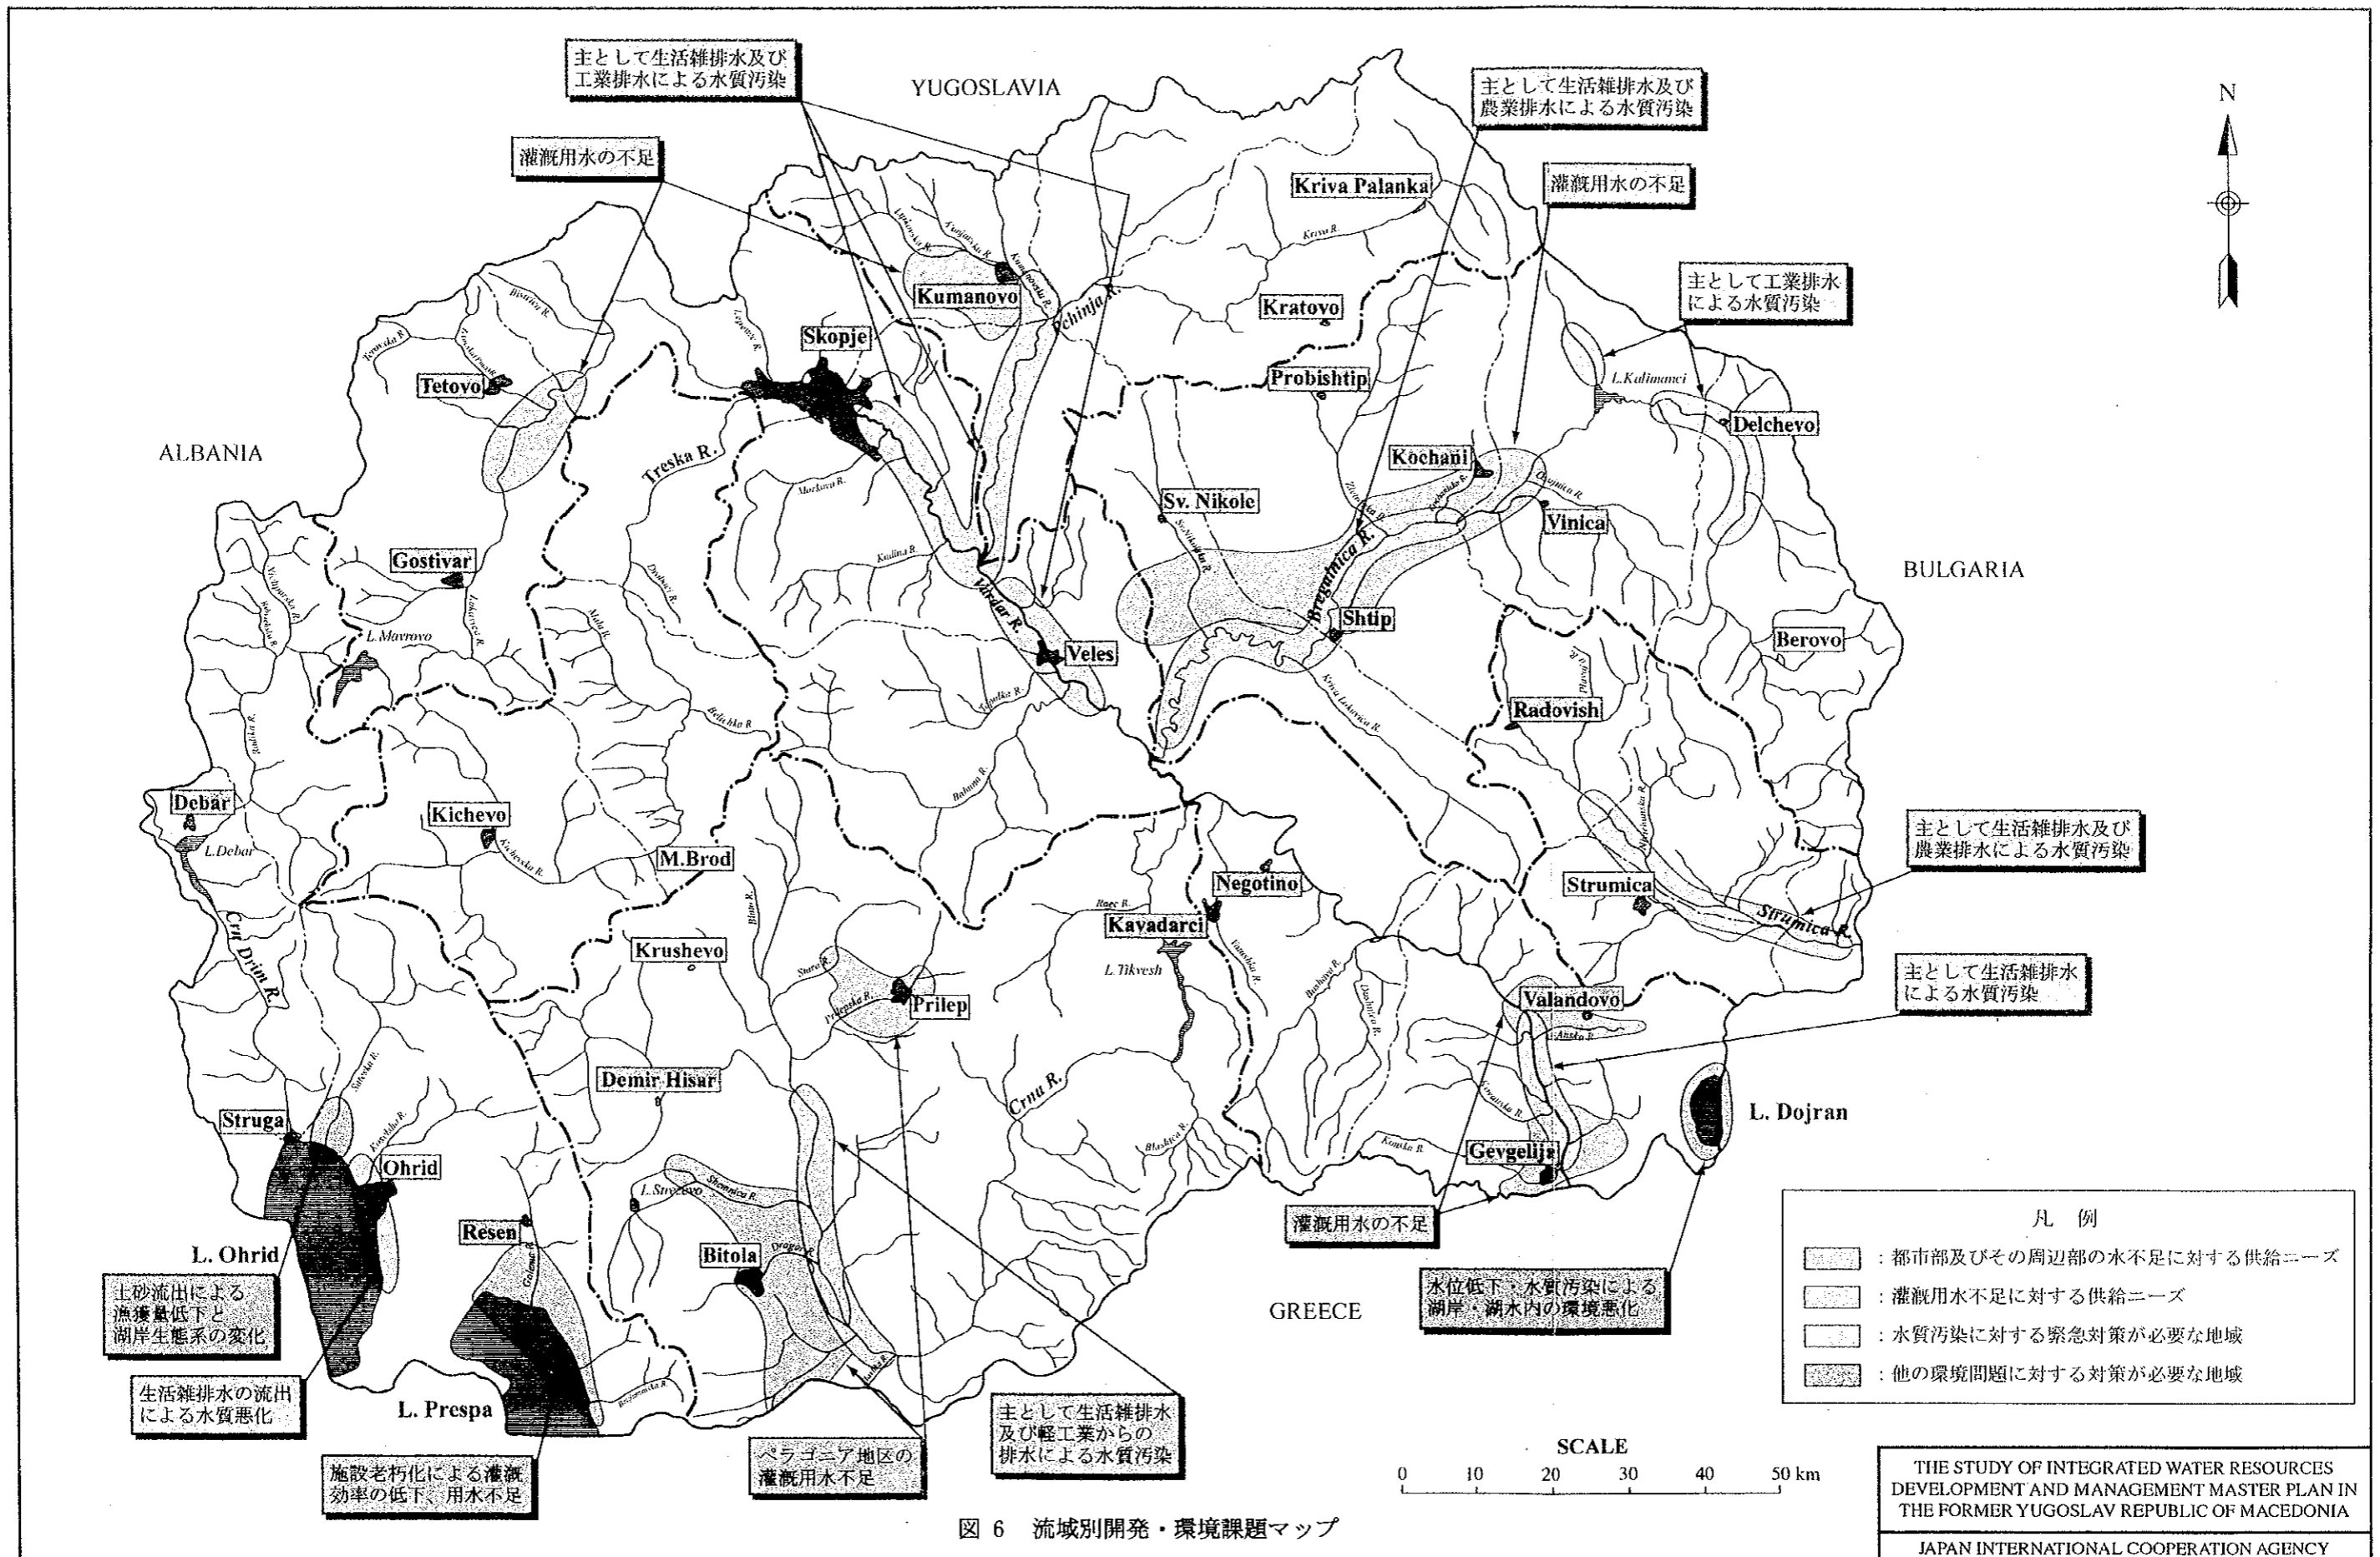 主として生活雑排水及び
工業排水による水質汚染
YUGOSLAVIA
主として生活雑排水及び
農業排水による水質汚染
N
灌漑用水の不足
灌漑用水の不足
Kriva Palanka
Kriva R.
主として工業排水
による水質汚染
Kumanovo
Kratovo
Skopje
Tetovo
Probishtip
L.Kalimanci
Delchevo
ALBANIA
Treska R.
Kochani
Sv. Nikole
Vinica
Gostivar
Kadina R.
BULGARIA
Bregalnica R.
Vardar R.
Shtip
L.Mavrovo
Veles
Berovo
Radika R.
Kriva Lakavica R.
Radovish
Babuna R.
Debar
Kichevo
L.Debar
M.Brod
主として生活雑排水及び
農業排水による水質汚染
Negotino
Strumica
Strumica R.
Raec R.
Kavadarci
Crni Drim R.
Krushevo
L.Tikvesh
主として生活雑排水
による水質汚染
Prilep
Valandovo
Anska R.
Demir Hisar
Crna R.
Struga
L. Dojran
Blashica R.
Konska R.
Ohrid
Gevgelija
L.Strezevo
Shemnica R.
Resen
灌漑用水の不足
凡 例
L. Ohrid
Bitola
Dragor R.
:都市部及びその周辺部の水不足に対する供給ニーズ
土砂流出による
漁獲量低下と
湖岸生態系の変化
水位低下・水質汚染による
湖岸・湖水内の環境悪化
GREECE
:灌漑用水不足に対する供給ニーズ
:水質汚染に対する緊急対策が必要な地域
:他の環境問題に対する対策が必要な地域
生活雑排水の流出
による水質悪化
L. Prespa
主として生活雑排水
及び軽工業からの
排水による水質汚染
ペラゴニア地区の
灌漑用水不足
施設老朽化による灌漑
効率の低下、用水不足
SCALE
0 10 20 30 40 50 km
THE STUDY OF INTEGRATED WATER RESOURCES
DEVELOPMENT AND MANAGEMENT MASTER PLAN IN
THE FORMER YUGOSLAV REPUBLIC OF MACEDONIA
図 6 流域別開発・環境課題マップ
JAPAN INTERNATIONAL COOPERATION AGENCY